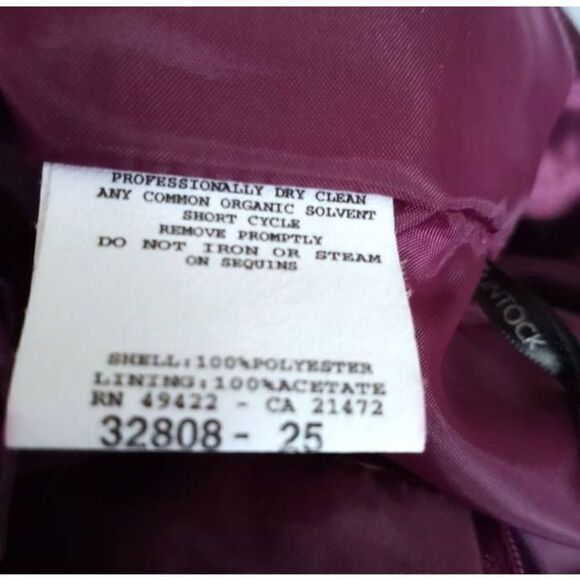 PROFESSIONALLY DRY CLEAN
ANY COMMON ORGANIC SOLVENT
SHORT CYCLE
REMOVE PROMPTLY
DO NOT IRON OR STEAM
ON SEQUINS
SHELL:100%POLYESTER
LINING:100%ACETATE
RN 49422 - CA 21472
32808 - 25
NTOCK